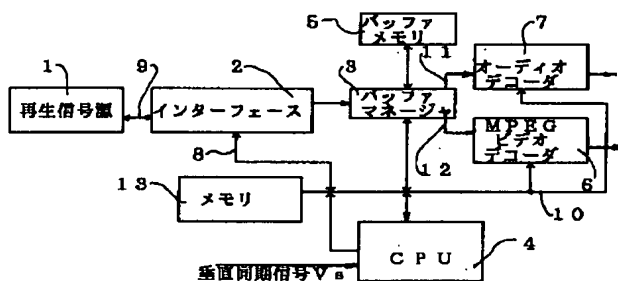 5
バッファ
メモリ
11
7
オーディオ
デコーダ
1
再生信号源
9
2
インターフェース
3
バッファ
マネージャ
12
MPEG
ビデオ
デコーダ
6
8
13
メモリ
10
CPU
4
垂直同期信号Vs